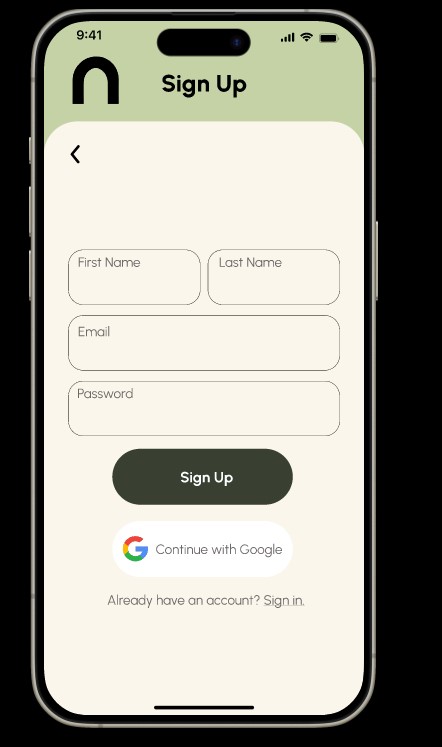 9:41
n
Sign Up
First Name Last Name
Email
Password
Sign Up
Continue with Google
Already have an account? Sign in.